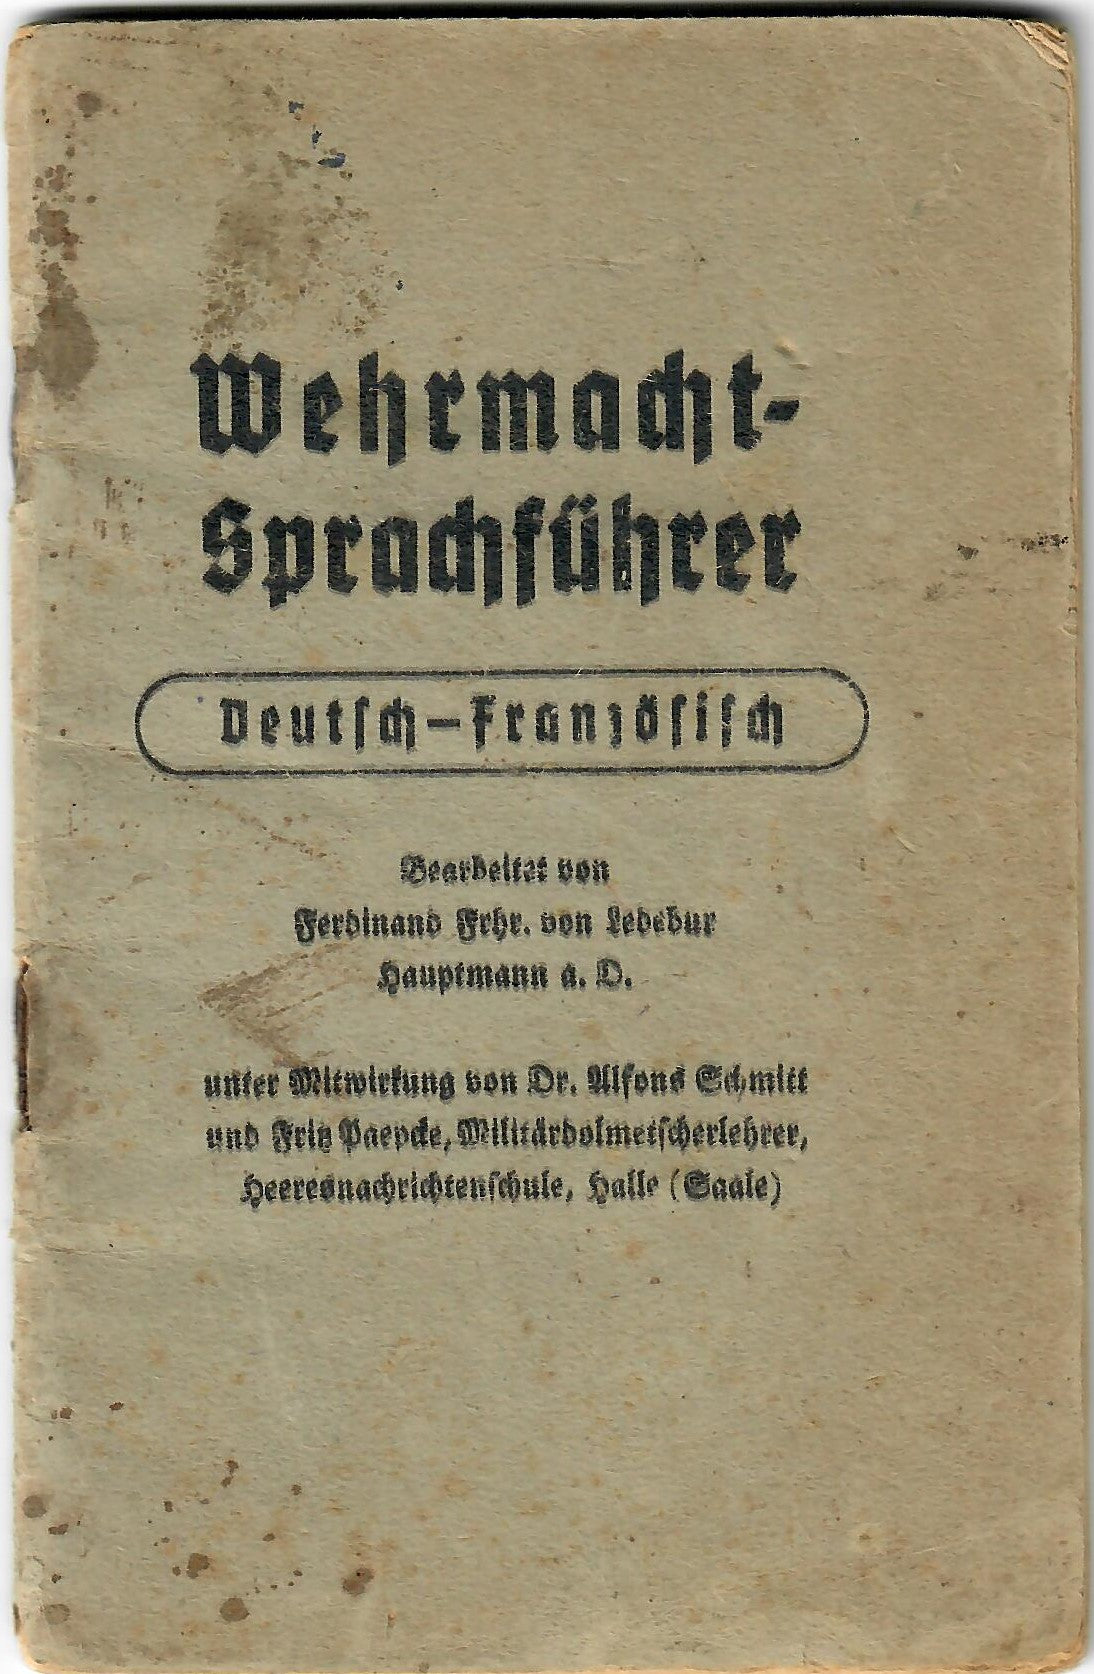 Wehrmacht-
Sprachführer
Deutsch–Französisch
Bearbeitet von
Ferdinand Frhr. von Ledebur
Hauptmann a. D.
unter Mitwirkung von Dr. Alfons Schmitt
und Fritz Paepcke, Militärdolmetscherlehrer,
Heeresnachrichtenschule, Halle (Saale)